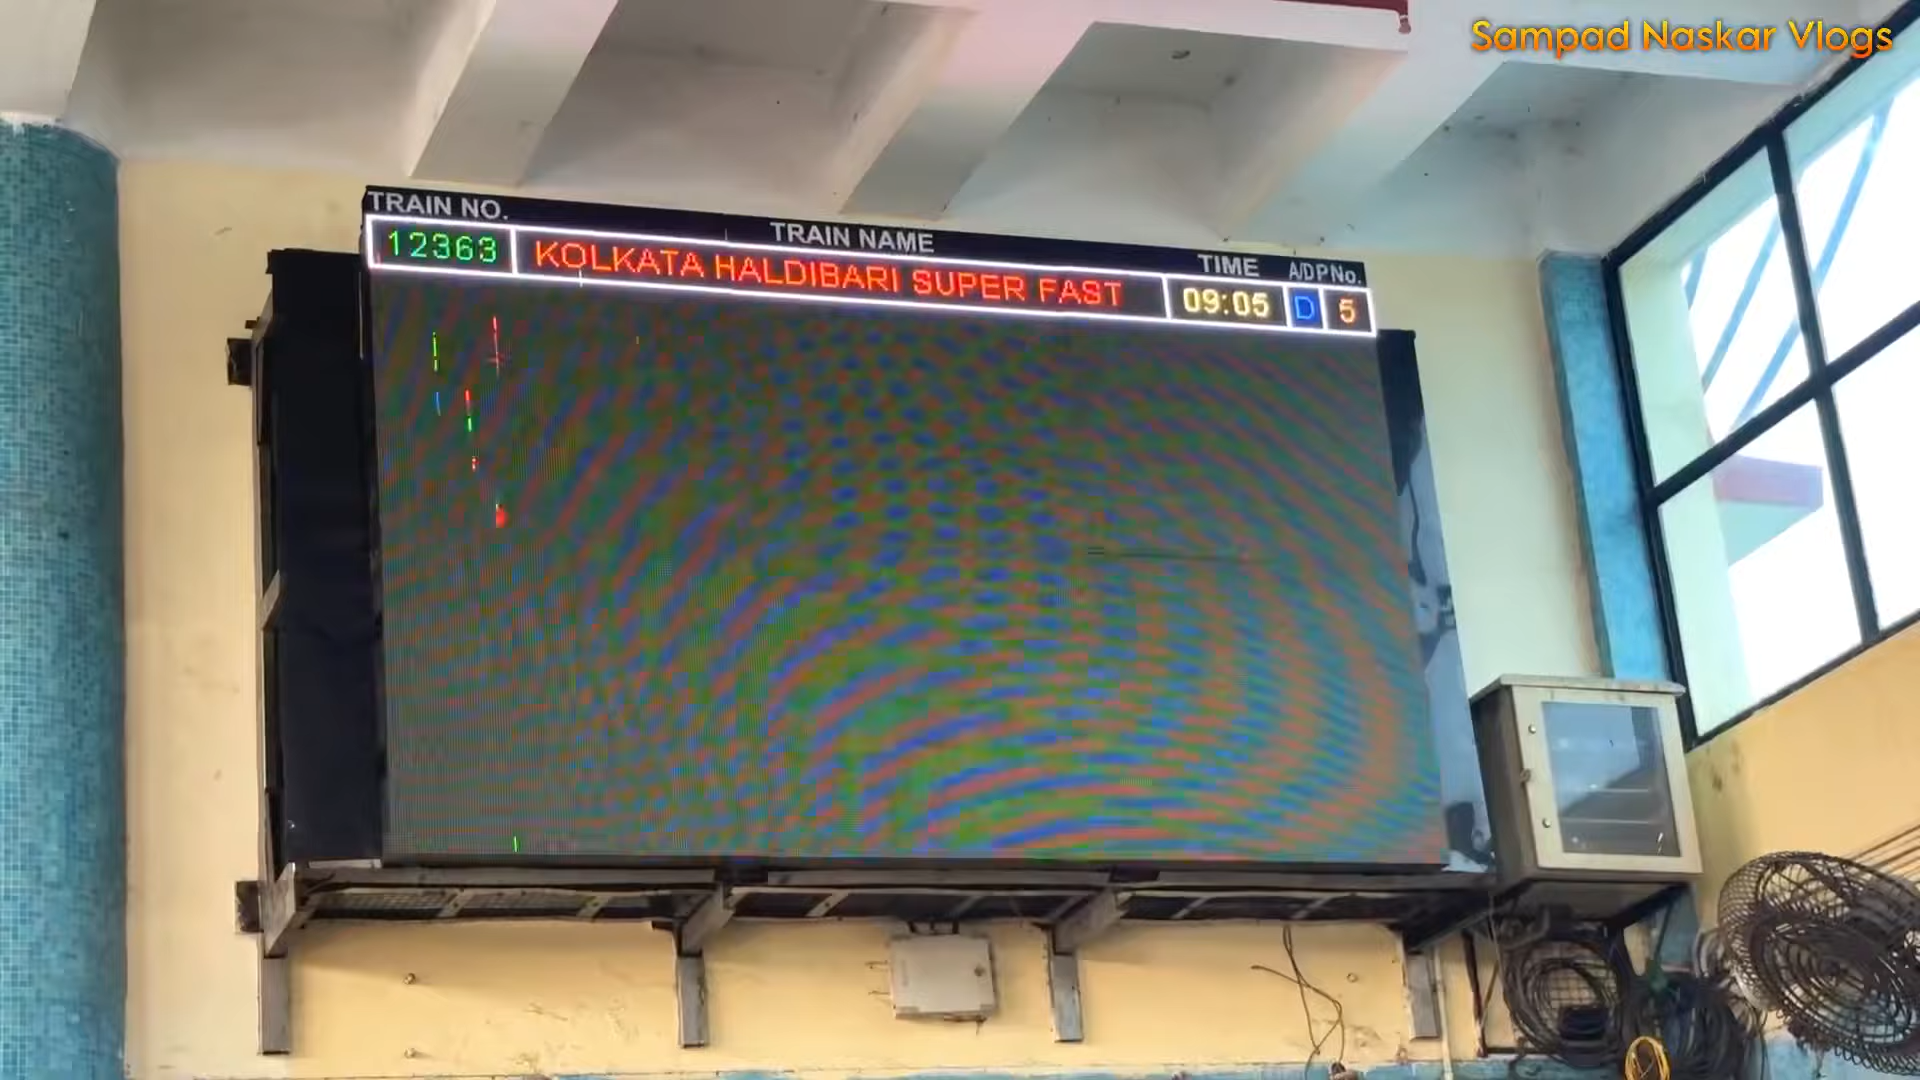 Sampad Naskar Vlogs
TRAIN NO. TRAIN NAME TIME A/D P No.
12363 KOLKATA HALDIBARI SUPER FAST 09:05 D 5